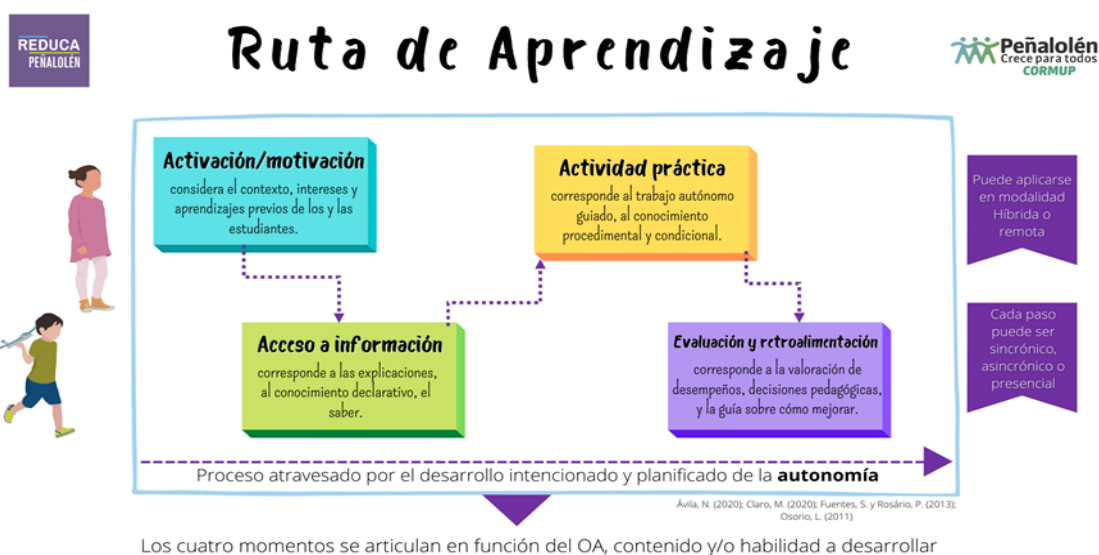 REDUCA
PEÑALOLÉN
Ruta de Aprendizaje
Peñalolén
Crece para todos
CORMUP
Activación/motivación
considera el contexto, intereses y
aprendizajes previos de los y las
estudiantes.
Actividad práctica
corresponde al trabajo autónomo
guiado, al conocimiento
procedimental y condicional.
Puede aplicarse
en modalidad
Híbrida o
remota
Acceso a información
corresponde a las explicaciones,
al conocimiento declarativo, el
saber.
Evaluación y retroalimentación
corresponde a la valoración de
desempeños, decisiones pedagógicas,
y la guía sobre cómo mejorar.
Cada paso
puede ser
sincrónico,
asincrónico o
presencial
Proceso atravesado por el desarrollo intencionado y planificado de la autonomía
Ávila, N. (2020); Claro, M. (2020); Fuentes, S. y Rosário, P. (2013);
Osorio, L. (2011)
Los cuatro momentos se articulan en función del OA, contenido y/o habilidad a desarrollar